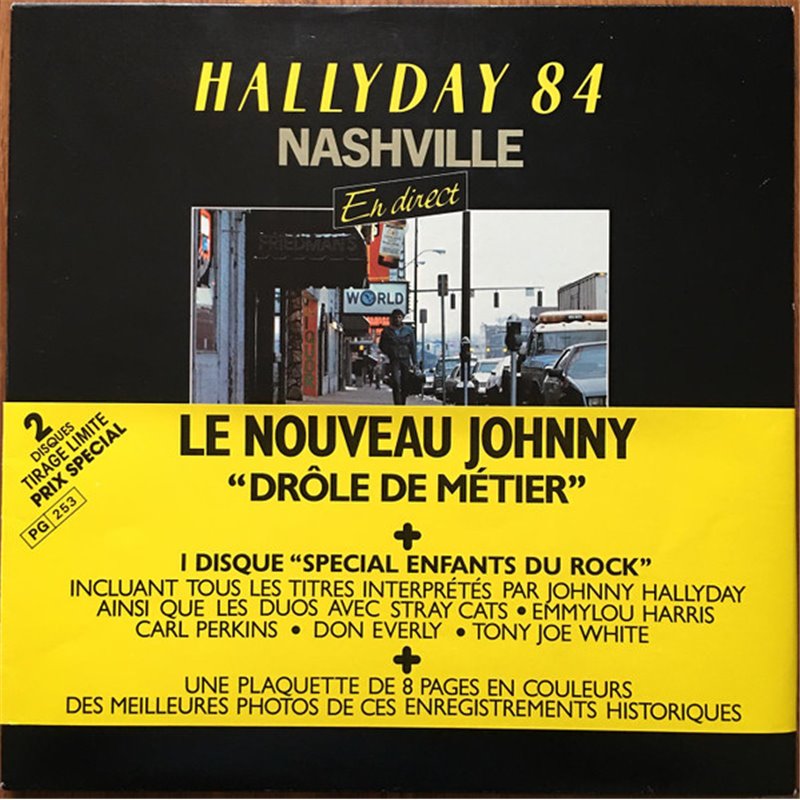 HALLYDAY 84
NASHVILLE
En direct
FRIEDMAN'S
WORLD
LIQUOR
2
DISQUES
TIRAGE LIMITE
PRIX SPECIAL
PG 253
LE NOUVEAU JOHNNY
“DRÔLE DE MÉTIER”
+
1 DISQUE “SPECIAL ENFANTS DU ROCK”
INCLUANT TOUS LES TITRES INTERPRÉTÉS PAR JOHNNY HALLYDAY
AINSI QUE LES DUOS AVEC STRAY CATS • EMMYLOU HARRIS
CARL PERKINS • DON EVERLY • TONY JOE WHITE
+
UNE PLAQUETTE DE 8 PAGES EN COULEURS
DES MEILLEURES PHOTOS DE CES ENREGISTREMENTS HISTORIQUES